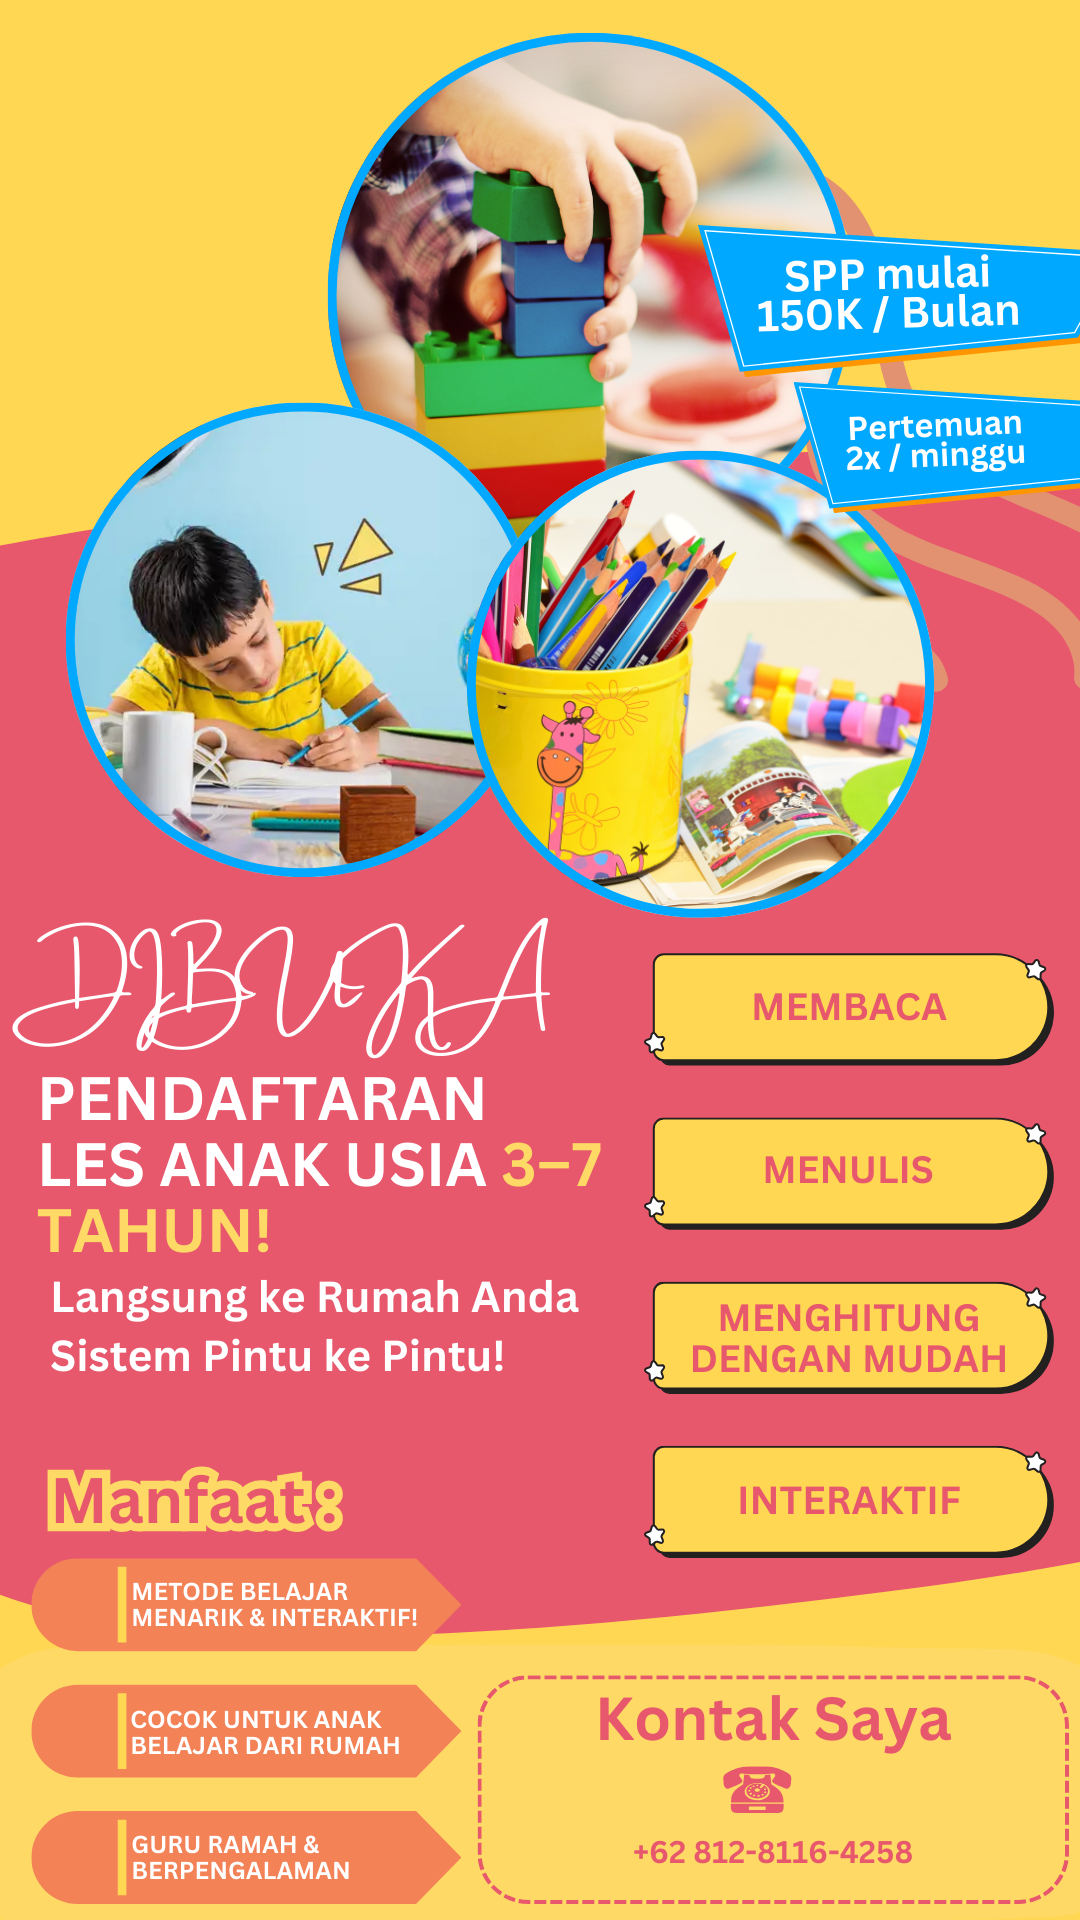 SPP mulai
150K / Bulan
Pertemuan
2x / minggu
DIBUKA
PENDAFTARAN
LES ANAK USIA 3–7
TAHUN!
Langsung ke Rumah Anda
Sistem Pintu ke Pintu!
MEMBACA
MENULIS
MENGHITUNG
DENGAN MUDAH
INTERAKTIF
Manfaat:
METODE BELAJAR
MENARIK & INTERAKTIF!
COCOK UNTUK ANAK
BELAJAR DARI RUMAH
GURU RAMAH &
BERPENGALAMAN
Kontak Saya
+62 812-8116-4258